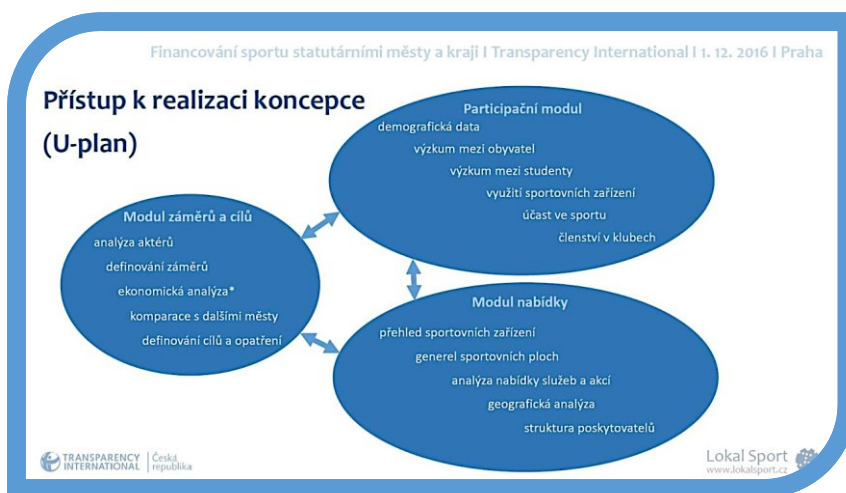 Financování sportu statutárními městy a kraji I Transparency International I 1. 12. 2016 I Praha
Přístup k realizaci koncepce
(U-plan)
Participační modul
demografická data
výzkum mezi obyvatel
výzkum mezi studenty
využití sportovních zařízení
účast ve sportu
členství v klubech
Modul záměrů a cílů
analýza aktérů
definování záměrů
ekonomická analýza*
komparace s dalšími městy
definování cílů a opatření
Modul nabídky
přehled sportovních zařízení
generel sportovních ploch
analýza nabídky služeb a akcí
geografická analýza
struktura poskytovatelů
TRANSPARENCY
INTERNATIONAL
Česká
republika
Lokal Sport
www.lokalsport.cz